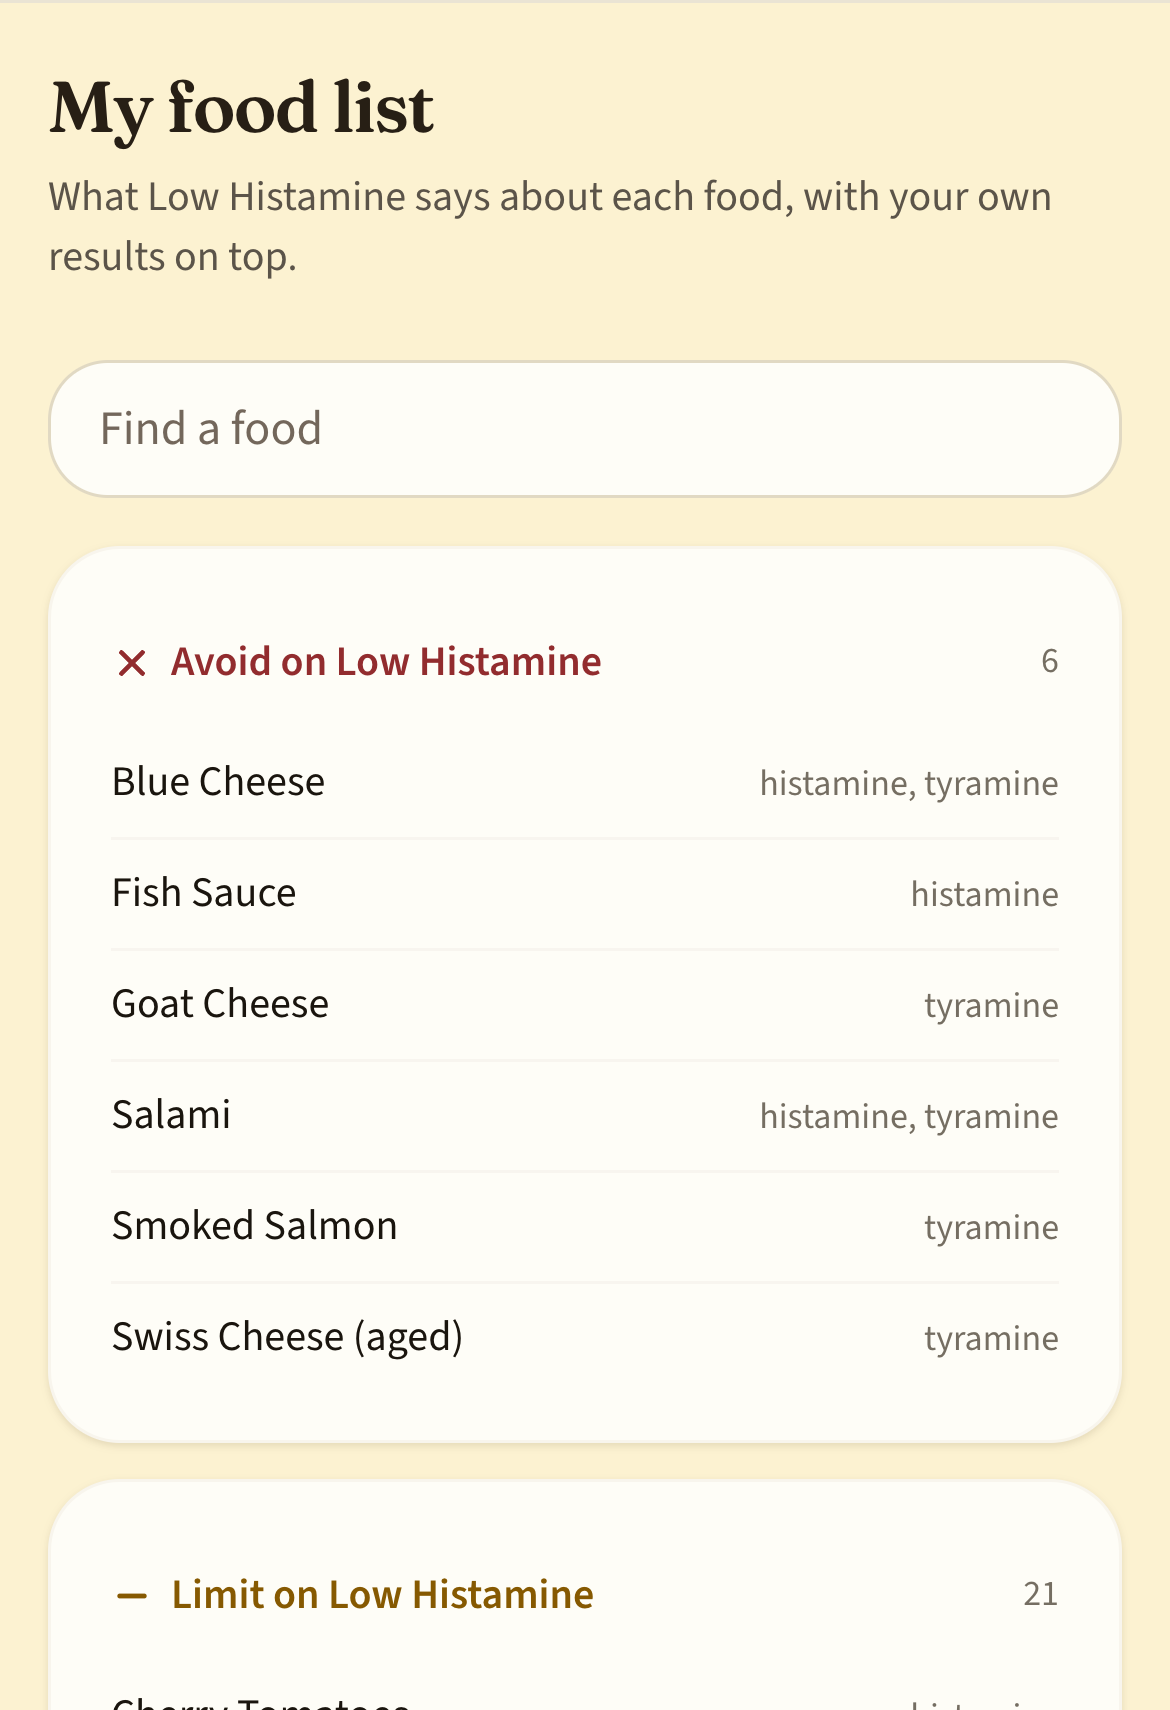 My food list
What Low Histamine says about each food, with your own
results on top.
Find a food
Avoid on Low Histamine 6
Blue Cheese histamine, tyramine
Fish Sauce histamine
Goat Cheese tyramine
Salami histamine, tyramine
Smoked Salmon tyramine
Swiss Cheese (aged) tyramine
Limit on Low Histamine 21
Cherry Tomatoes